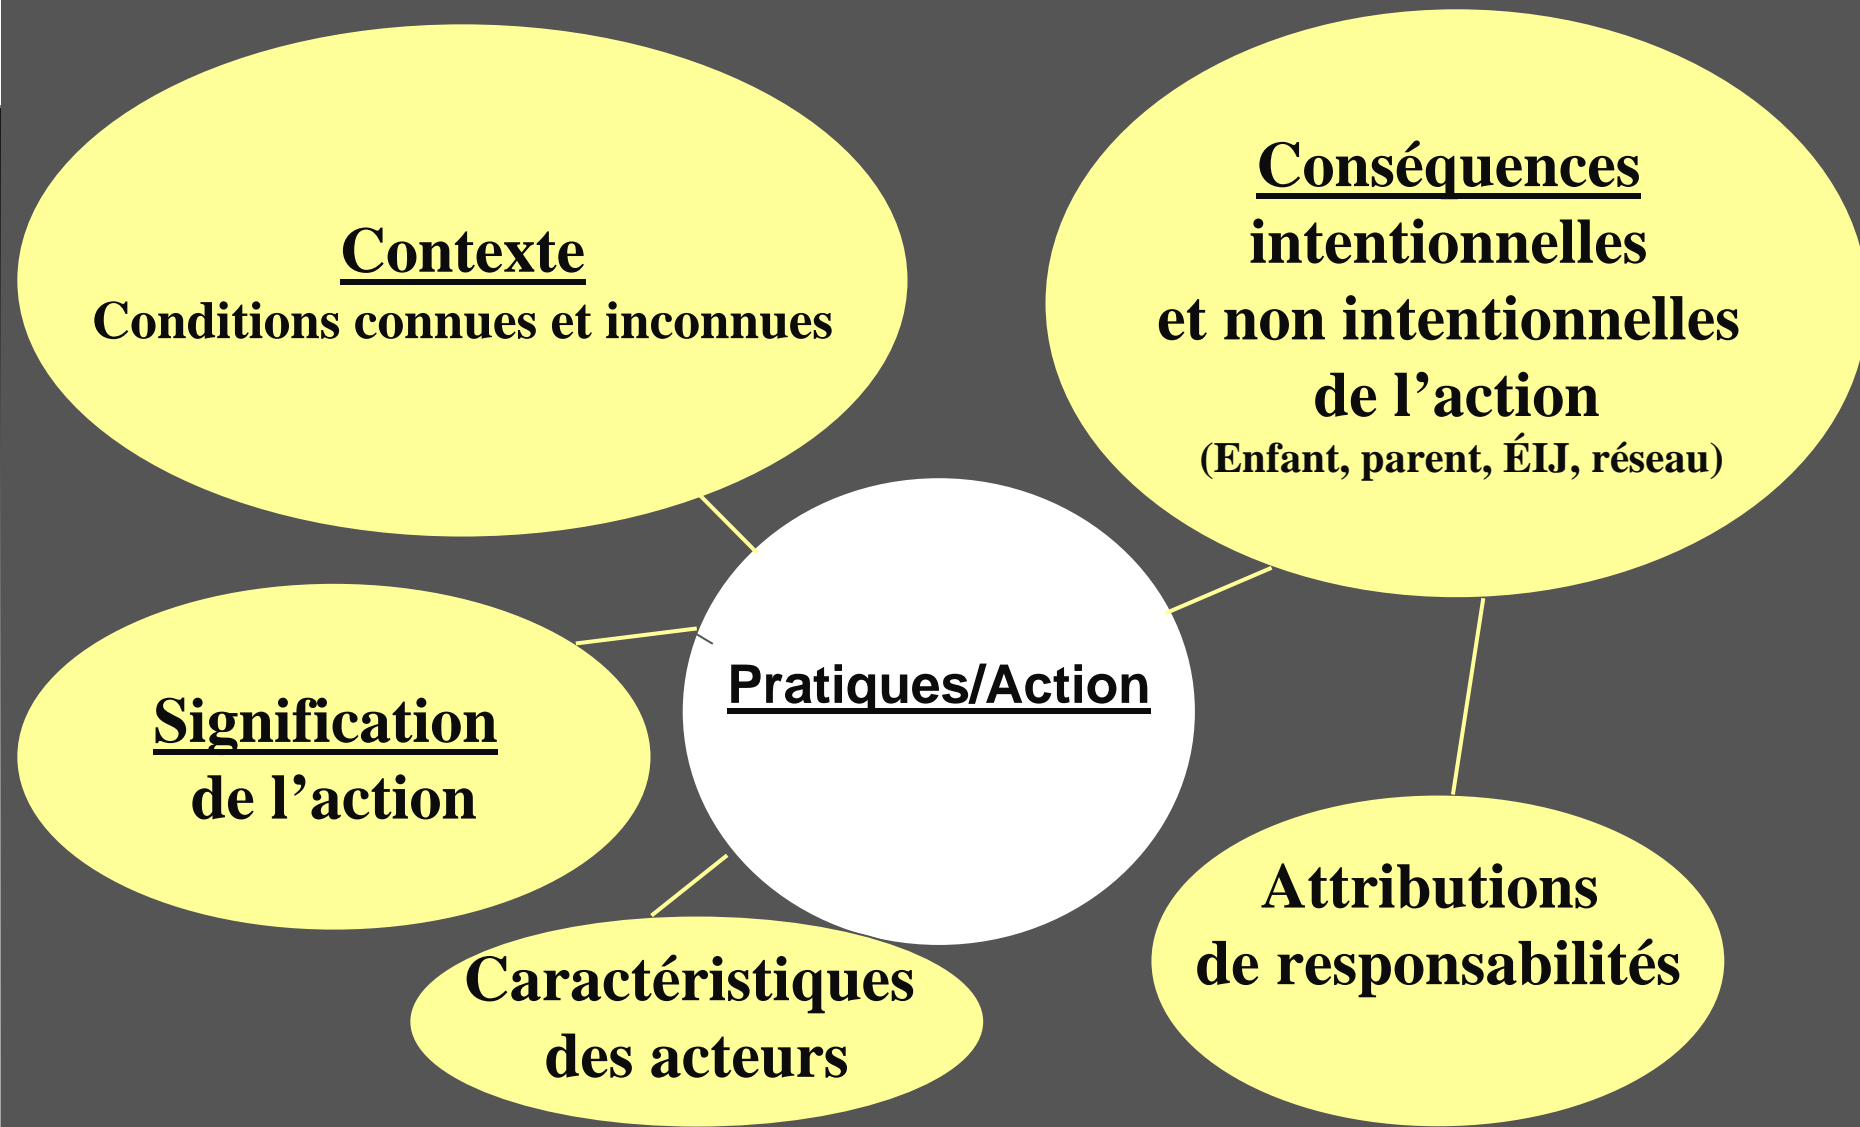 Contexte
Conditions connues et inconnues
Conséquences
intentionnelles
et non intentionnelles
de l’action
(Enfant, parent, ÉIJ, réseau)
Pratiques/Action
Signification
de l’action
Caractéristiques
des acteurs
Attributions
de responsabilités